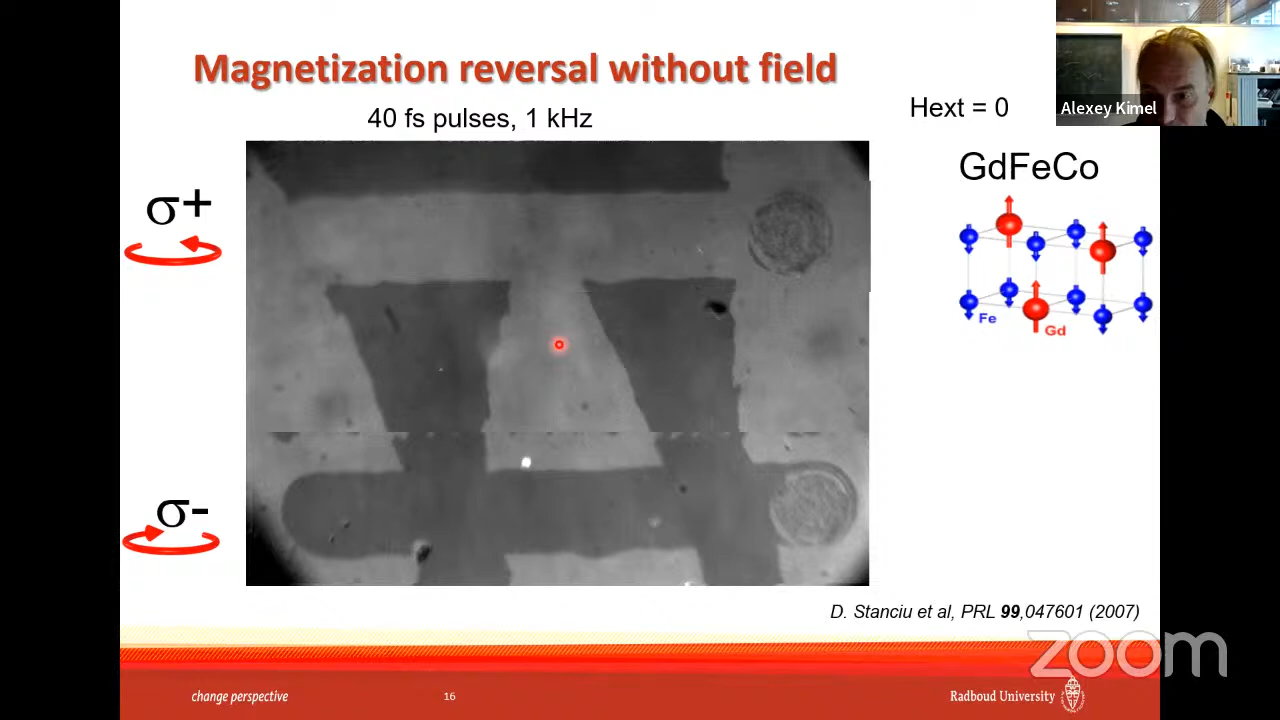 Magnetization reversal without field
40 fs pulses, 1 kHz
Hext = 0
Alexey Kimel
GdFeCo
σ+
Fe
Gd
σ-
D. Stanciu et al, PRL 99,047601 (2007)
zoom
change perspective
16
Radboud University